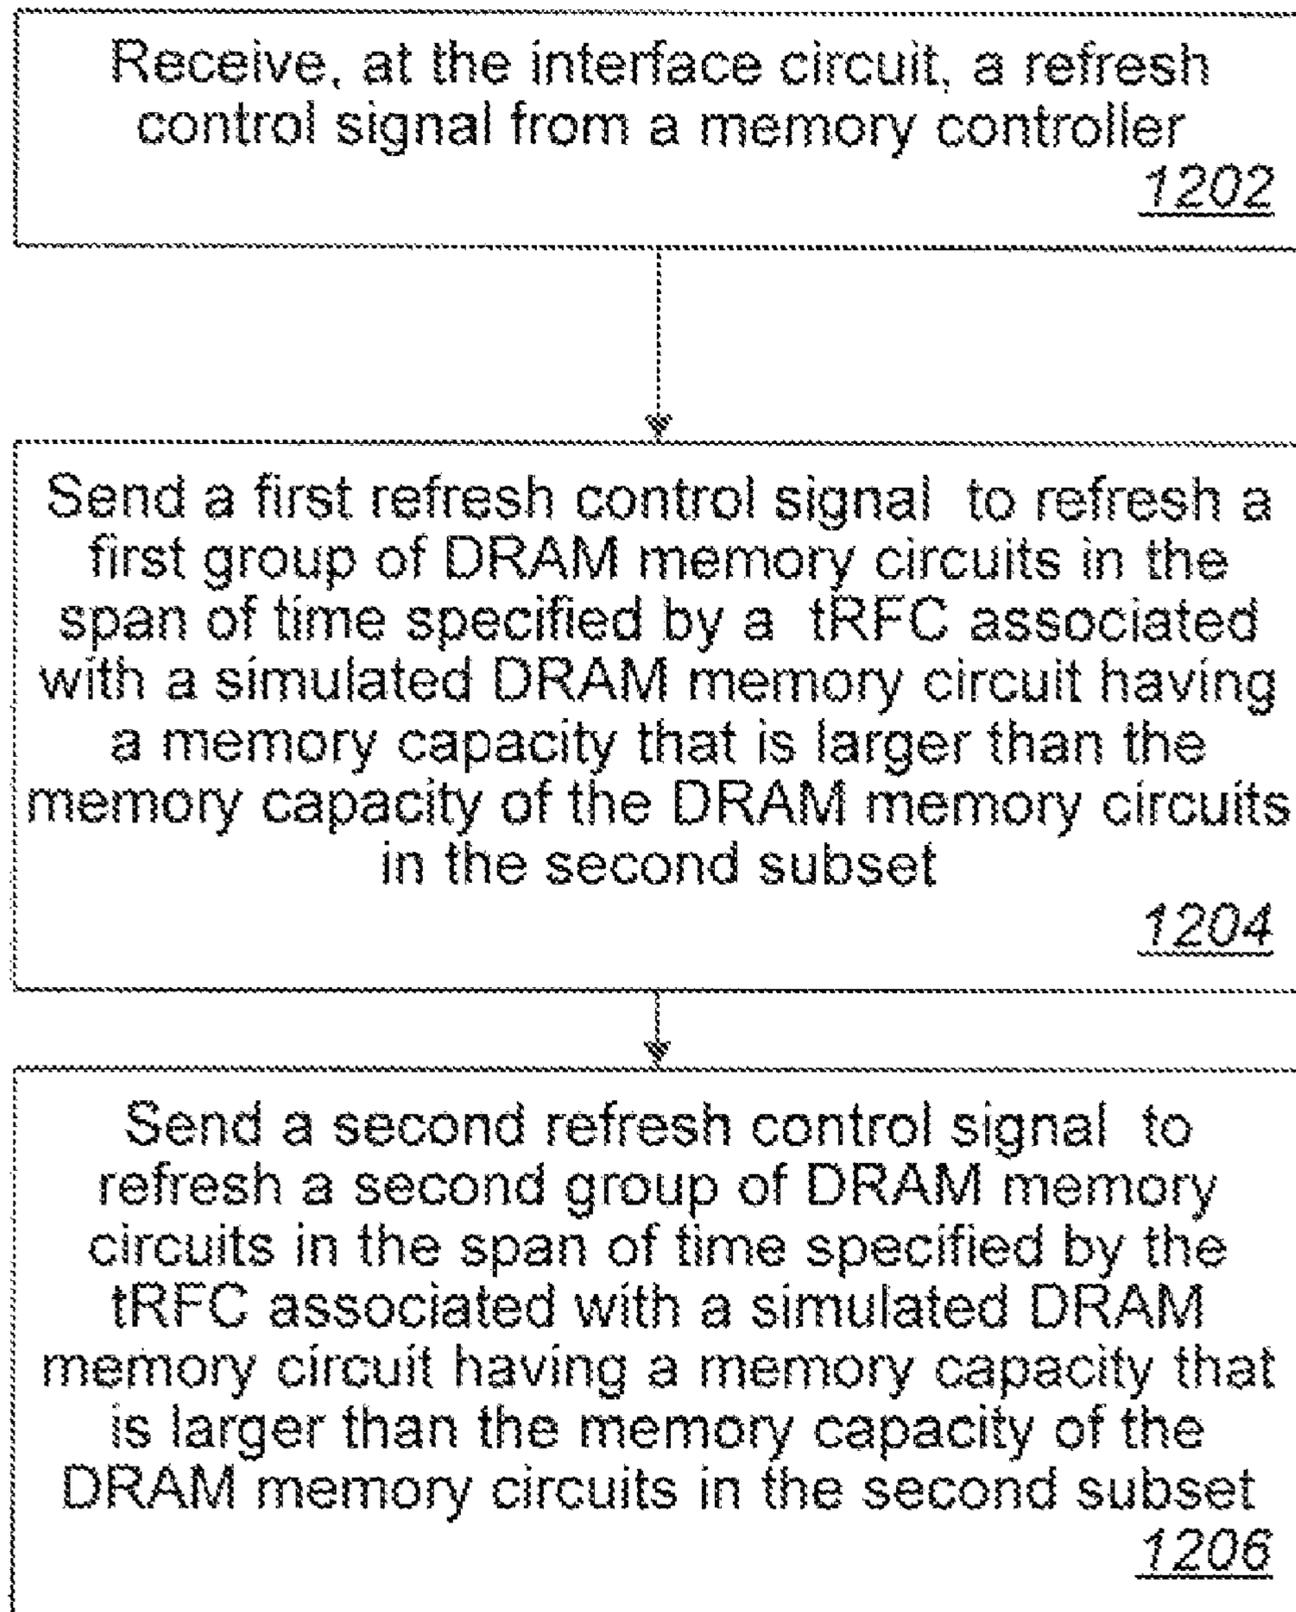 Receive, at the interface circuit, a refresh
control signal from a memory controller
1202
Send a first refresh control signal to refresh a
first group of DRAM memory circuits in the
span of time specified by a tRFC associated
with a simulated DRAM memory circuit having
a memory capacity that is larger than the
memory capacity of the DRAM memory circuits
in the second subset
1204
Send a second refresh control signal to
refresh a second group of DRAM memory
circuits in the span of time specified by the
tRFC associated with a simulated DRAM
memory circuit having a memory capacity that
is larger than the memory capacity of the
DRAM memory circuits in the second subset
1206